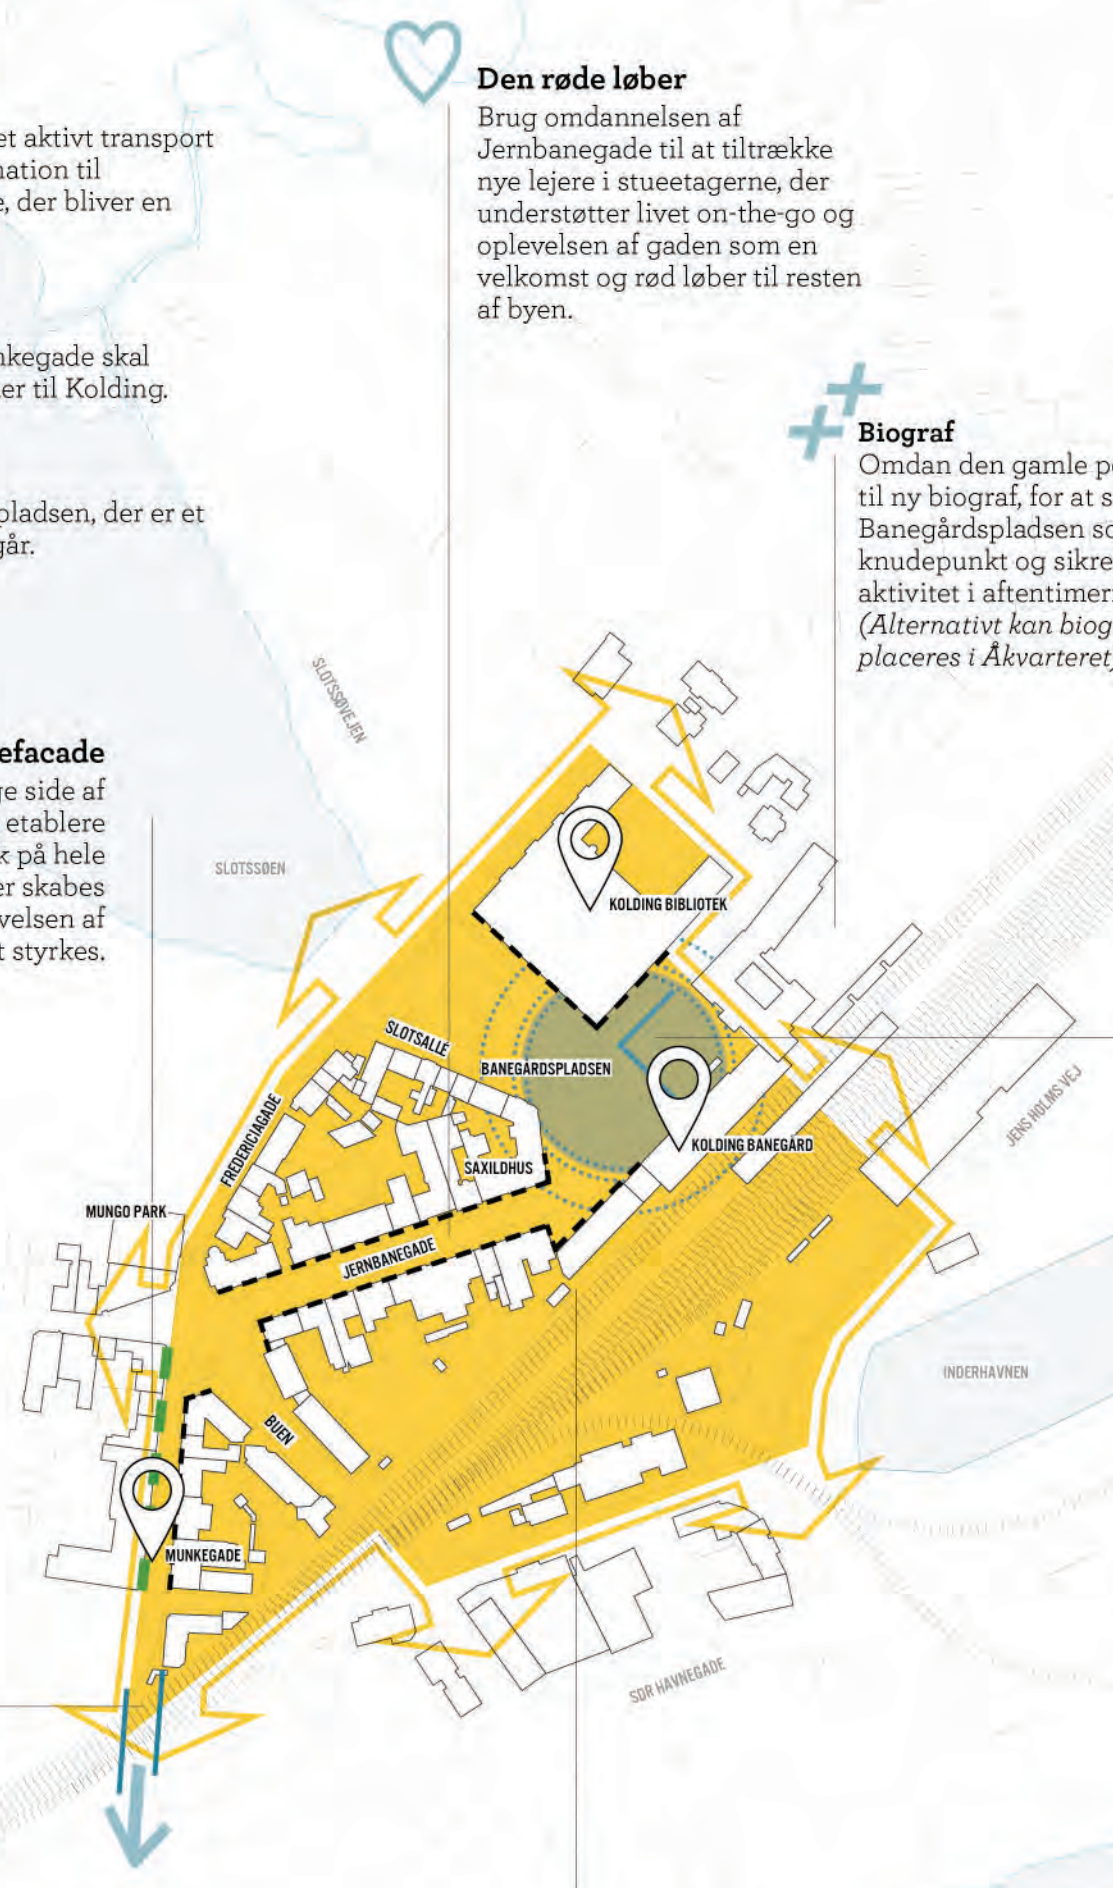 et aktivt transport
nation til
e, der bliver en
nkegade skal
er til Kolding.
pladsen, der er et
går.
efacade
ge side af
etablere
k på hele
er skabes
velsen af
t styrkes.
Den røde løber
Brug omdannelsen af
Jernbanegade til at tiltrække
nye lejere i stueetagerne, der
understøtter livet on-the-go og
oplevelsen af gaden som en
velkomst og rød løber til resten
af byen.
Biograf
Omdan den gamle po
til ny biograf, for at s
Banegårdspladsen so
knudepunkt og sikre
aktivitet i aftentimer
(Alternativt kan biog
placeres i Åkvarteret)
SLOTSSØVEJEN
SLOTSSØEN
KOLDING BIBLIOTEK
SLOTSALLÉ
BANEGÅRDSPLADSEN
FREDERICIAGADE
SAXILDHUS
KOLDING BANEGÅRD
JENS HOLMS VEJ
MUNGO PARK
JERNBANEGADE
INDERHAVNEN
BUEN
MUNKEGADE
SDR HAVNEGADE